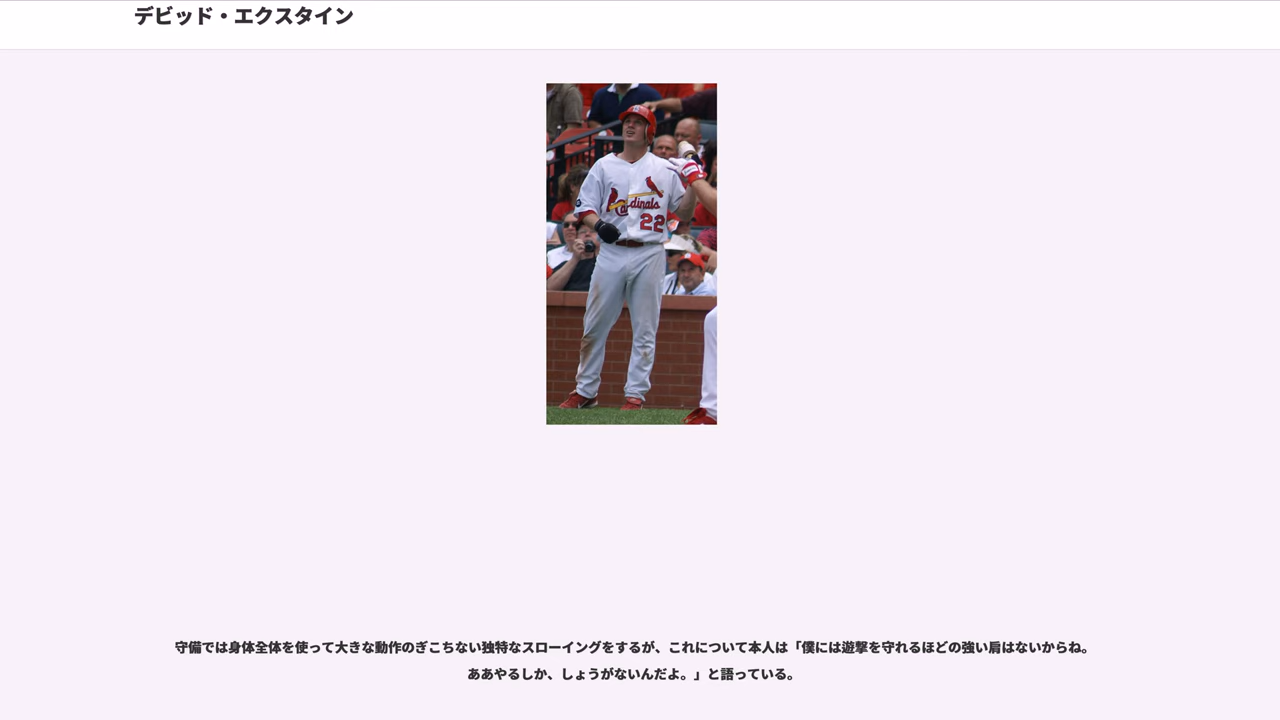 デビッド・エクスタイン
Cardinals
22
守備では身体全体を使って大きな動作のぎこちない独特なスローイングをするが、これについて本人は「僕には遊撃を守れるほどの強い肩はないからね。
ああやるしか、しょうがないんだよ。」と語っている。